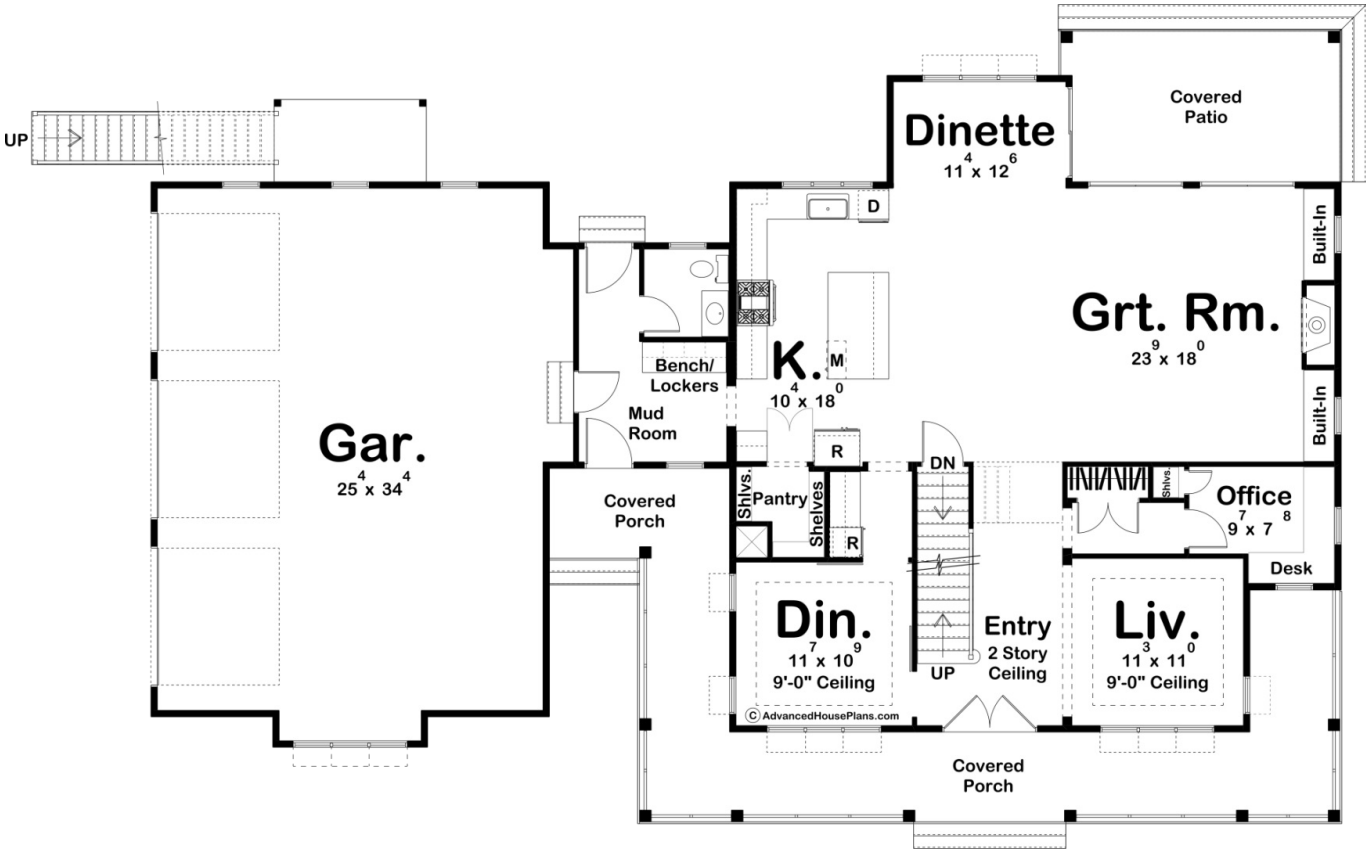 Covered
Patio
UP
Dinette
11⁴ x 12⁶
D
Built-In
Grt. Rm.
23⁹ x 18⁰
K.
10⁴ x 18⁰
M
Bench/
Lockers
Mud
Room
Gar.
25⁴ x 34⁴
Built-In
R
DN
Covered
Porch
Shlvs.
Pantry
Shelves
R
Shlvs.
Office
9⁷ x 7⁸
Desk
Din.
11⁷ x 10⁹
9'-0" Ceiling
Entry
2 Story
Ceiling
UP
Liv.
11³ x 11⁰
9'-0" Ceiling
© AdvancedHousePlans.com
Covered
Porch